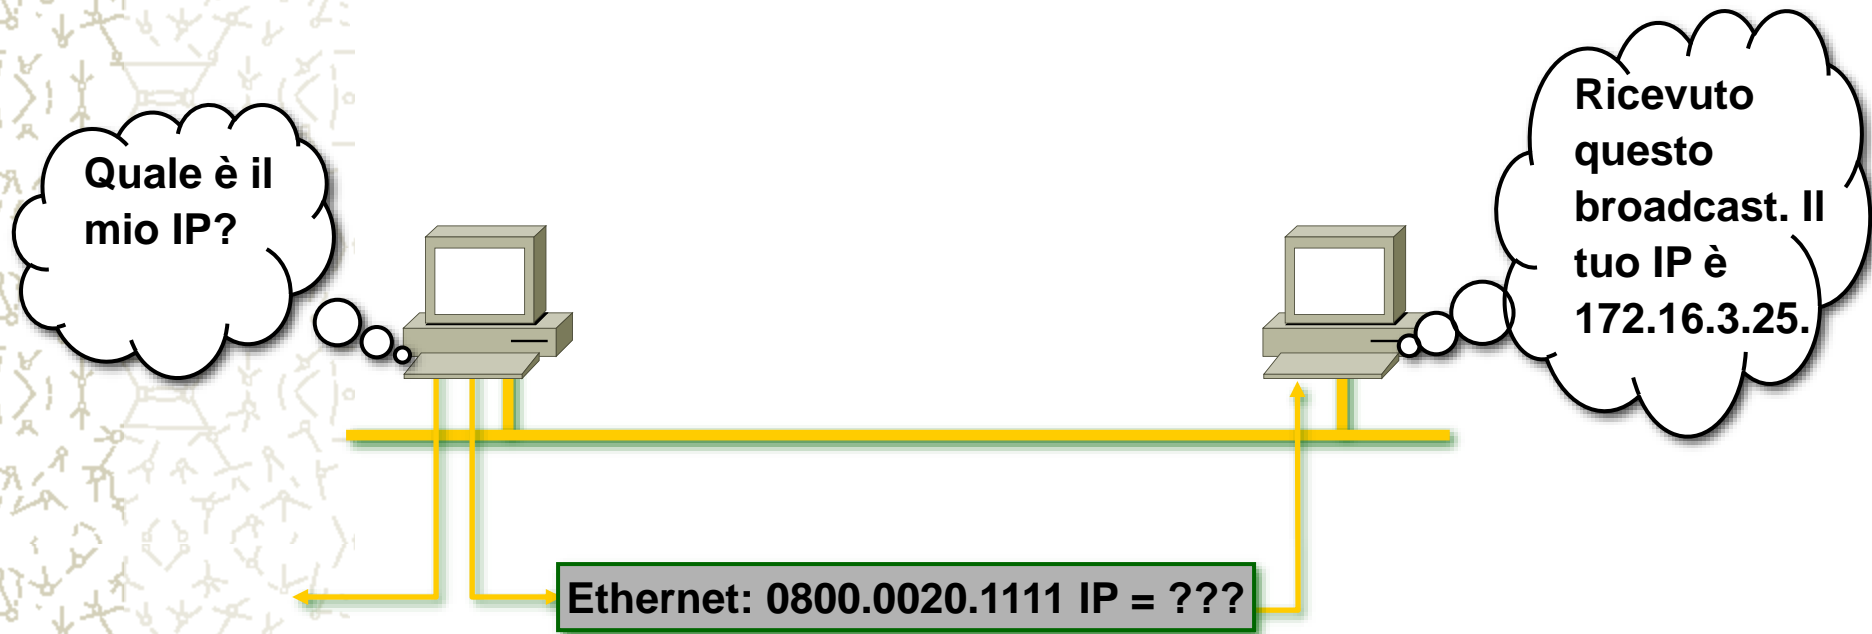 Quale è il
mio IP?
Ricevuto
questo
broadcast. Il
tuo IP è
172.16.3.25.
Ethernet: 0800.0020.1111 IP = ???